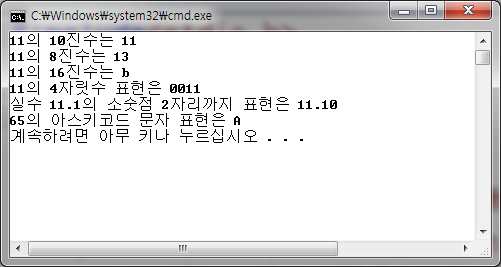 C:₩Windows₩system32₩cmd.exe
11의 10진수는 11
11의 8진수는 13
11의 16진수는 b
11의 4자릿수 표현은 0011
실수 11.1의 소숫점 2자리까지 표현은 11.10
65의 아스키코드 문자 표현은 A
계속하려면 아무 키나 누르십시오 . . .